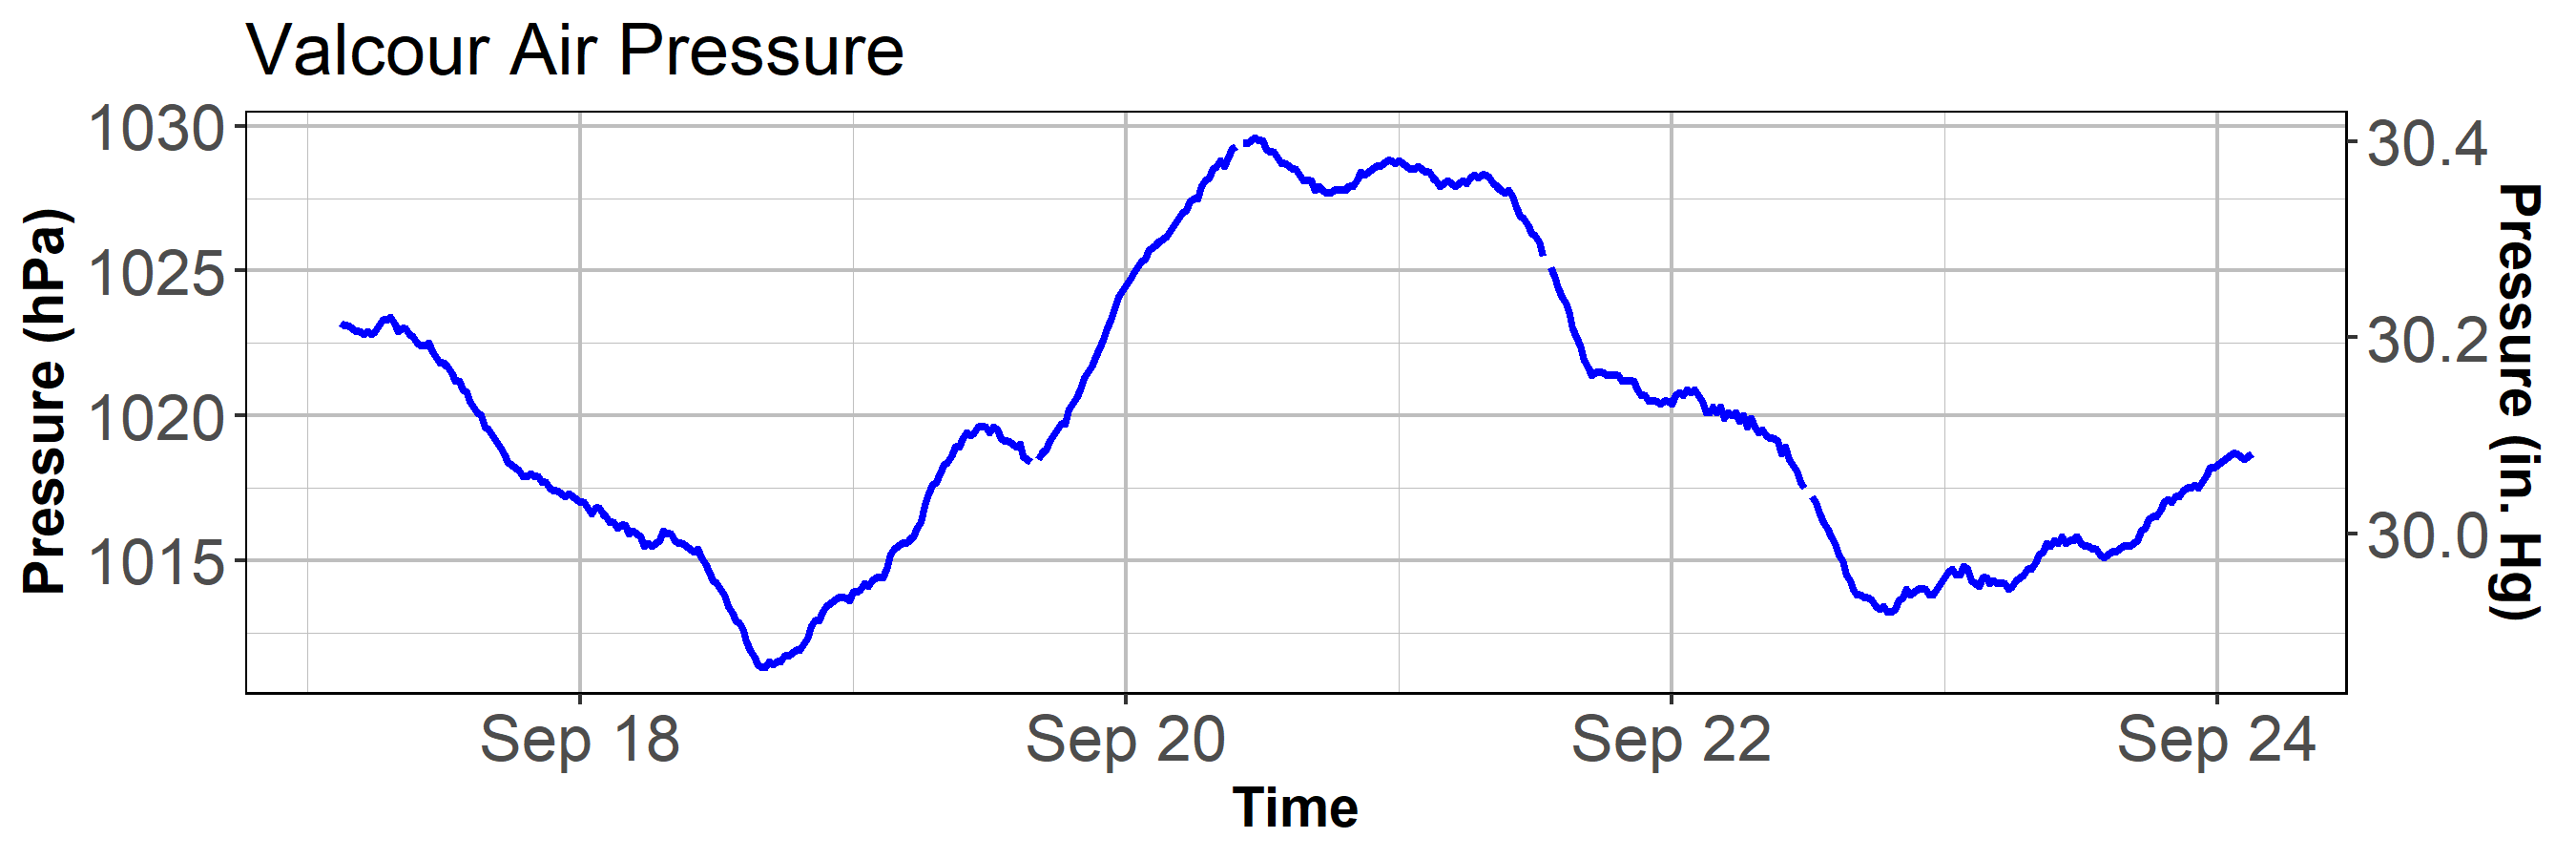 Valcour Air Pressure
1030
1025
1020
1015
Pressure (hPa)
30.4
30.2
30.0
Pressure (in. Hg)
Sep 18
Sep 20
Sep 22
Sep 24
Time